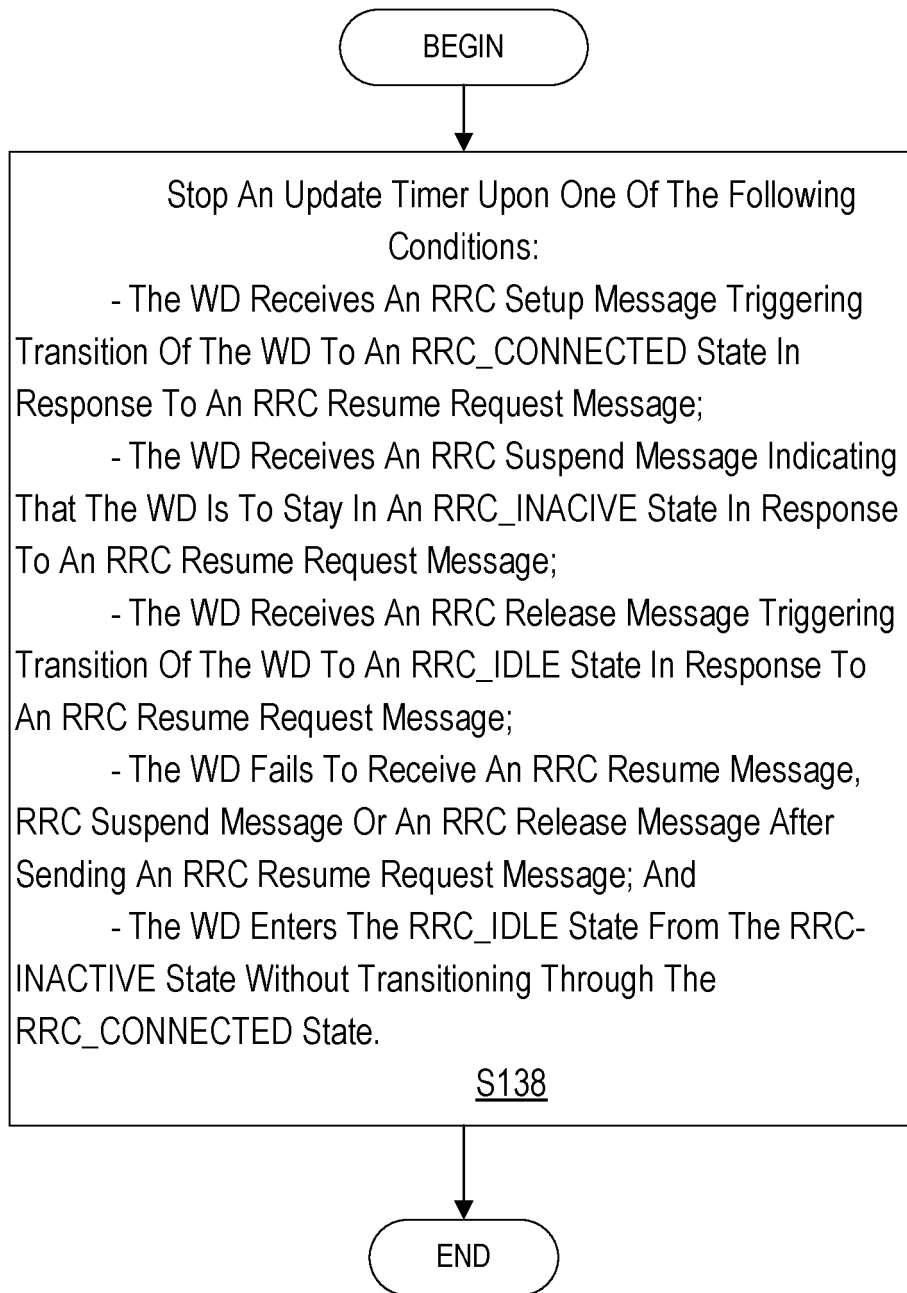 BEGIN
Stop An Update Timer Upon One Of The Following
Conditions:
- The WD Receives An RRC Setup Message Triggering
Transition Of The WD To An RRC_CONNECTED State In
Response To An RRC Resume Request Message;
- The WD Receives An RRC Suspend Message Indicating
That The WD Is To Stay In An RRC_INACIVE State In Response
To An RRC Resume Request Message;
- The WD Receives An RRC Release Message Triggering
Transition Of The WD To An RRC_IDLE State In Response To
An RRC Resume Request Message;
- The WD Fails To Receive An RRC Resume Message,
RRC Suspend Message Or An RRC Release Message After
Sending An RRC Resume Request Message; And
- The WD Enters The RRC_IDLE State From The RRC-
INACTIVE State Without Transitioning Through The
RRC_CONNECTED State.
S138
END